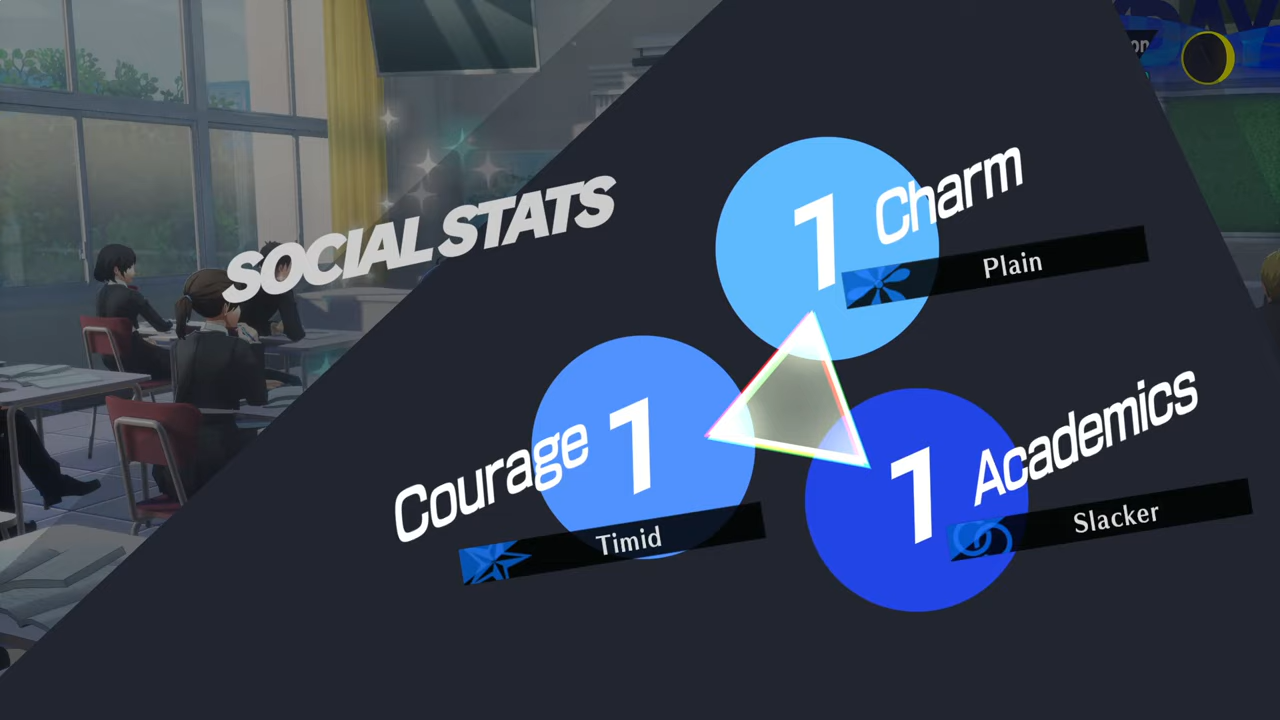 SOCIAL STATS
1 Charm
Plain
Courage 1
Timid
1 Academics
Slacker